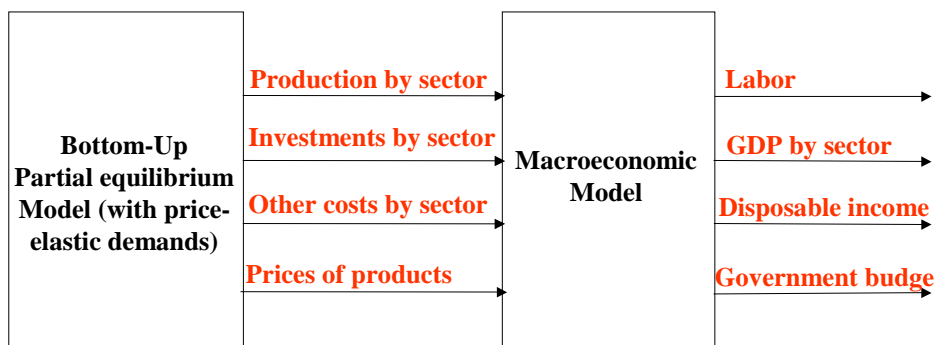 Bottom-Up
Partial equilibrium
Model (with price-
elastic demands)
Production by sector
Investments by sector
Other costs by sector
Prices of products
Macroeconomic
Model
Labor
GDP by sector
Disposable income
Government budge